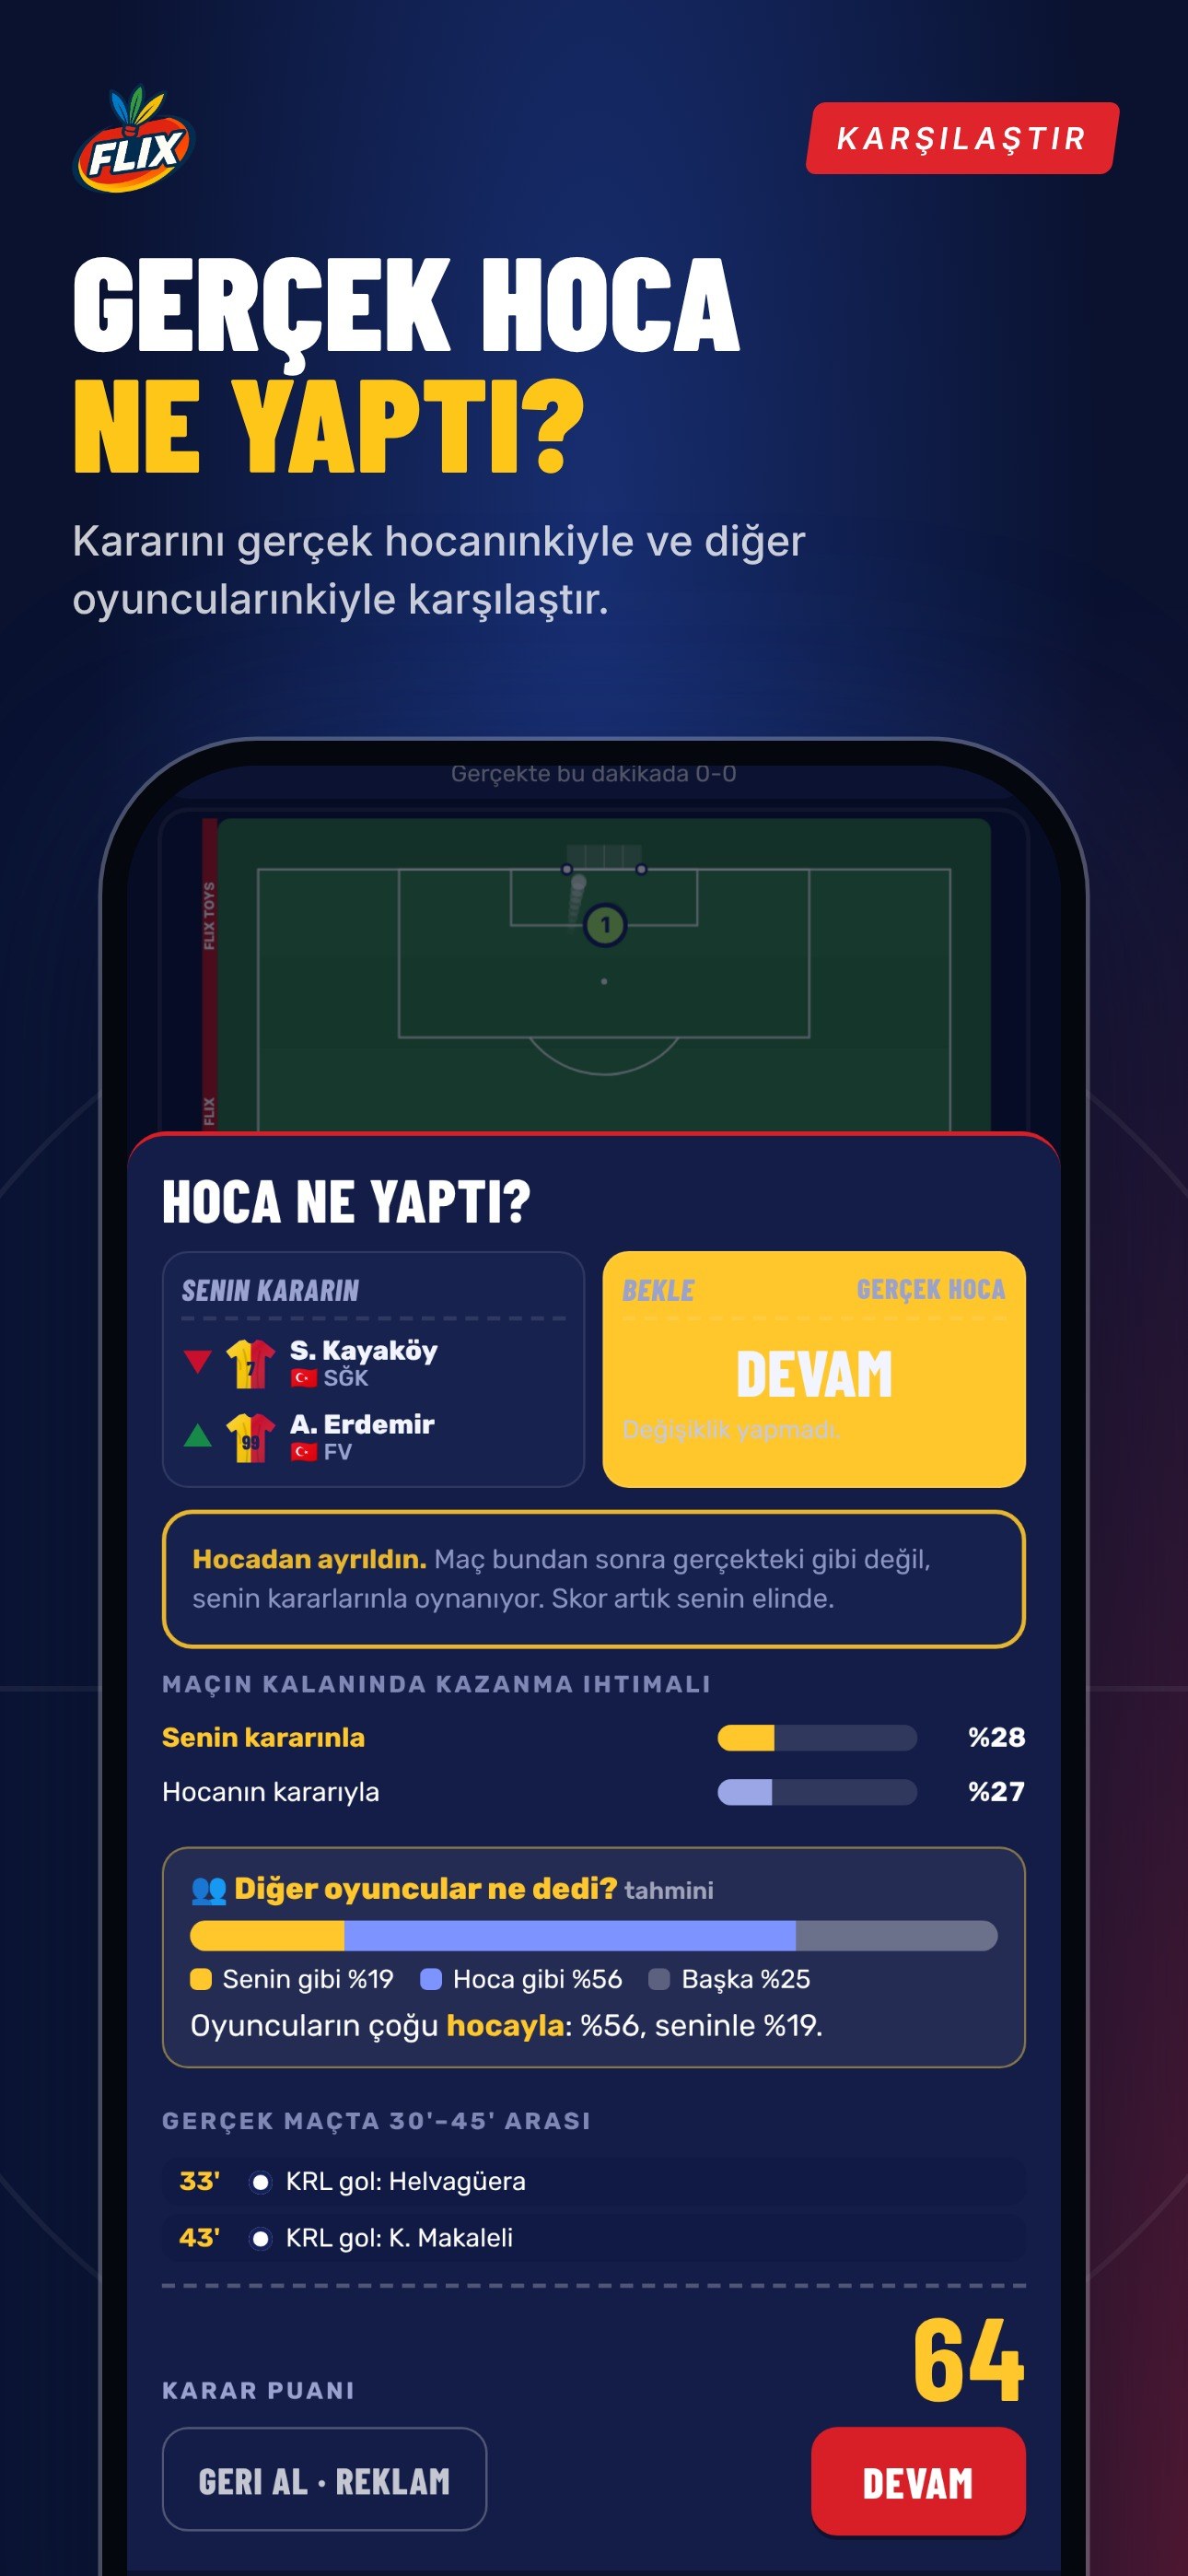 FLIX
KARŞILAŞTIR
GERÇEK HOCA
NE YAPTI?
Kararını gerçek hocanınkiyle ve diğer
oyuncularınkiyle karşılaştır.
Gerçekte bu dakikada 0-0
FLIX TOYS
1
FLIX
HOCA NE YAPTI?
SENIN KARARIN
7
S. Kayaköy
SĞK
99
A. Erdemir
FV
BEKLE GERÇEK HOCA
DEVAM
Değişiklik yapmadı.
Hocadan ayrıldın. Maç bundan sonra gerçekteki gibi değil,
senin kararlarınla oynanıyor. Skor artık senin elinde.
MAÇIN KALANINDA KAZANMA IHTIMALI
Senin kararınla %28
Hocanın kararıyla %27
Diğer oyuncular ne dedi? tahmini
Senin gibi %19 Hoca gibi %56 Başka %25
Oyuncuların çoğu hocayla: %56, seninle %19.
GERÇEK MAÇTA 30'-45' ARASI
33' KRL gol: Helvagüera
43' KRL gol: K. Makaleli
64
KARAR PUANI
GERI AL · REKLAM
DEVAM